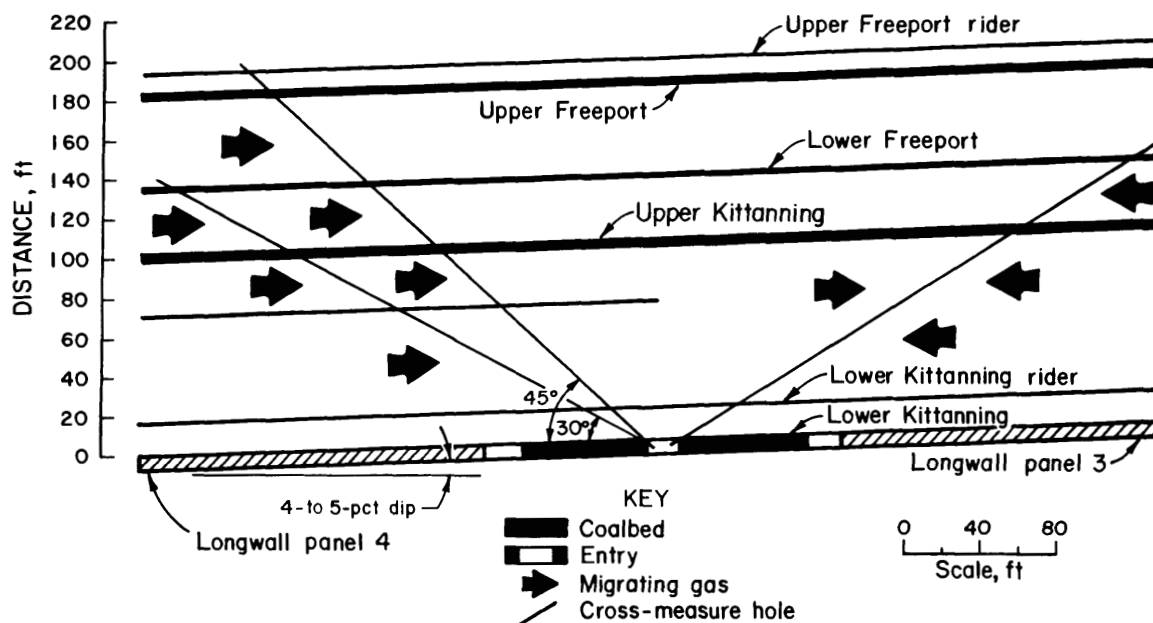 220
200
180
160
140
120
100
80
60
40
20
0
DISTANCE, ft
Upper Freeport rider
Upper Freeport
Lower Freeport
Upper Kittanning
Lower Kittanning rider
45°
30°
Lower Kittanning
Longwall panel 3
4-to 5-pct dip
Longwall panel 4
KEY
Coalbed
Entry
Migrating gas
Cross-measure hole
0 40 80
Scale, ft